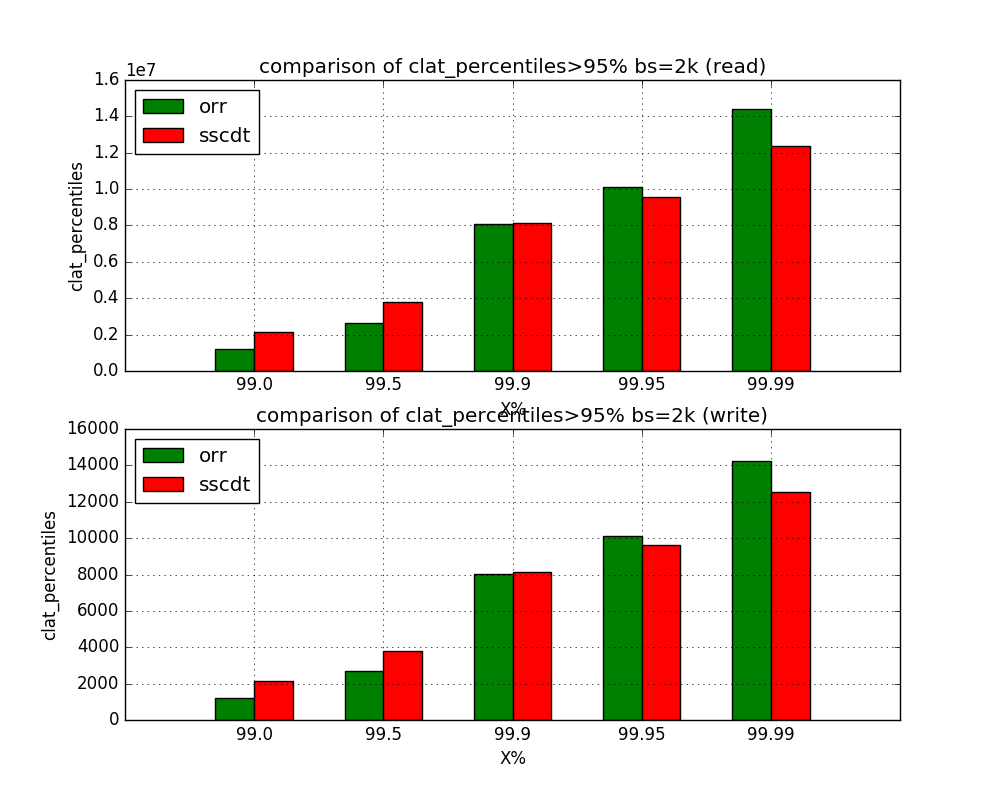 comparison of clat_percentiles>95% bs=2k (read)
1e7
1.6
1.4
1.2
1.0
0.8
0.6
0.4
0.2
0.0
clat_percentiles
orr
sscdt
99.0 99.5 99.9 99.95 99.99
X%
comparison of clat_percentiles>95% bs=2k (write)
16000
14000
12000
10000
8000
6000
4000
2000
0
clat_percentiles
orr
sscdt
99.0 99.5 99.9 99.95 99.99
X%